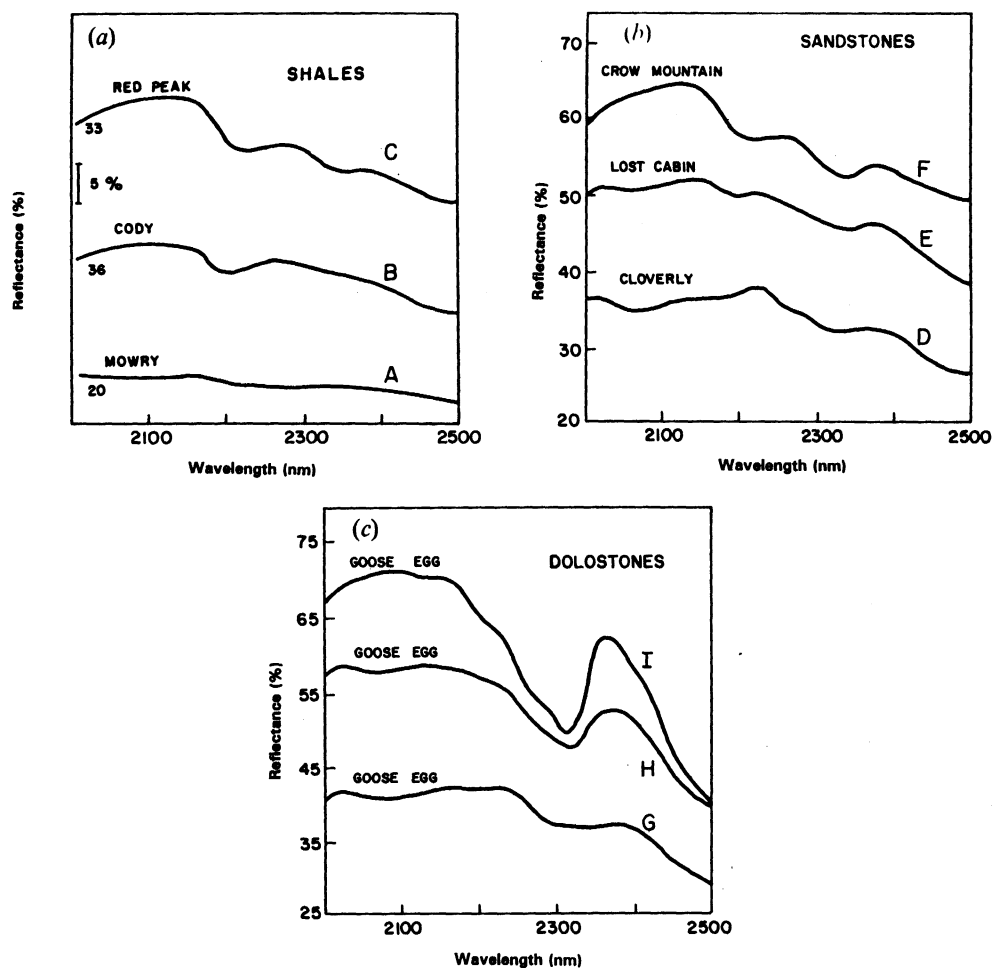 (a)
SHALES
RED PEAK
33
C
5 %
CODY
36
B
MOWRY
20
A
Reflectance (%)
2100
2300
2500
Wavelength (nm)
(b)
SANDSTONES
70
60
50
40
30
20
CROW MOUNTAIN
F
LOST CABIN
E
CLOVERLY
D
Reflectance (%)
2100
2300
2500
Wavelength (nm)
(c)
DOLOSTONES
75
65
55
45
35
25
GOOSE EGG
I
GOOSE EGG
H
GOOSE EGG
G
Reflectance (%)
2100
2300
2500
Wavelength (nm)